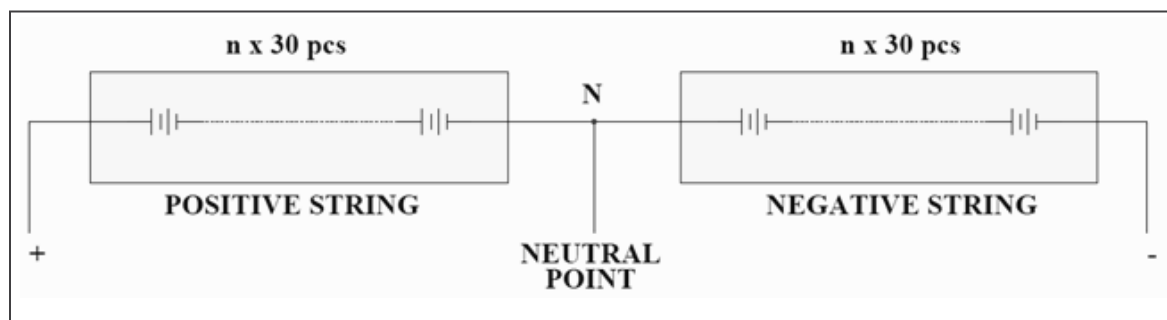 n x 30 pcs
n x 30 pcs
N
POSITIVE STRING
NEGATIVE STRING
+
NEUTRAL
POINT
-